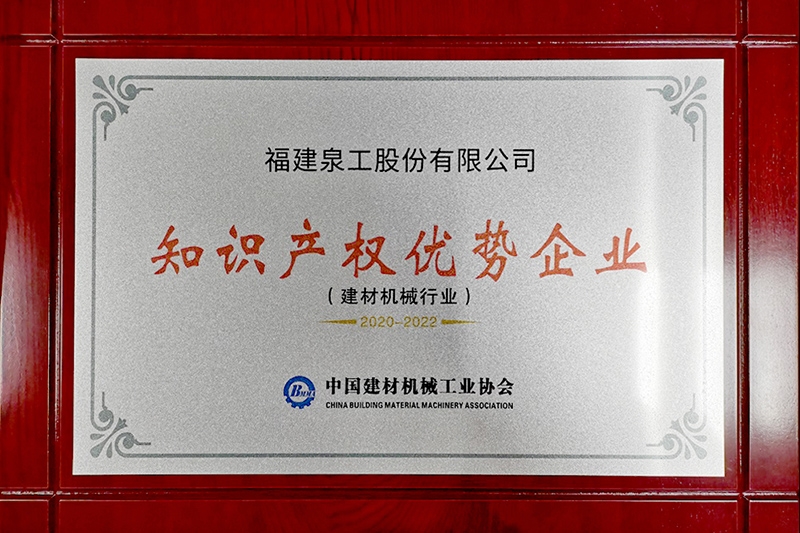 福建泉工股份有限公司
知识产权优势企业
（建材机械行业）
2020-2022
BMMA
中国建材机械工业协会
CHINA BUILDING MATERIAL MACHINERY ASSOCIATION